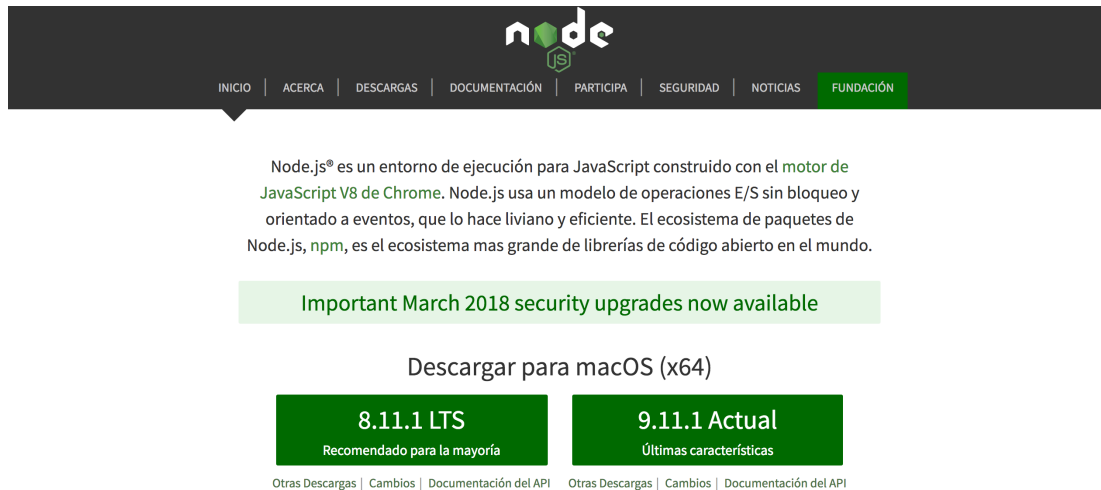 node
JS
INICIO | ACERCA | DESCARGAS | DOCUMENTACIÓN | PARTICIPA | SEGURIDAD | NOTICIAS FUNDACIÓN
Node.js® es un entorno de ejecución para JavaScript construido con el motor de
JavaScript V8 de Chrome. Node.js usa un modelo de operaciones E/S sin bloqueo y
orientado a eventos, que lo hace liviano y eficiente. El ecosistema de paquetes de
Node.js, npm, es el ecosistema mas grande de librerías de código abierto en el mundo.
Important March 2018 security upgrades now available
Descargar para macOS (x64)
8.11.1 LTS
Recomendado para la mayoría
9.11.1 Actual
Últimas características
Otras Descargas | Cambios | Documentación del API
Otras Descargas | Cambios | Documentación del API